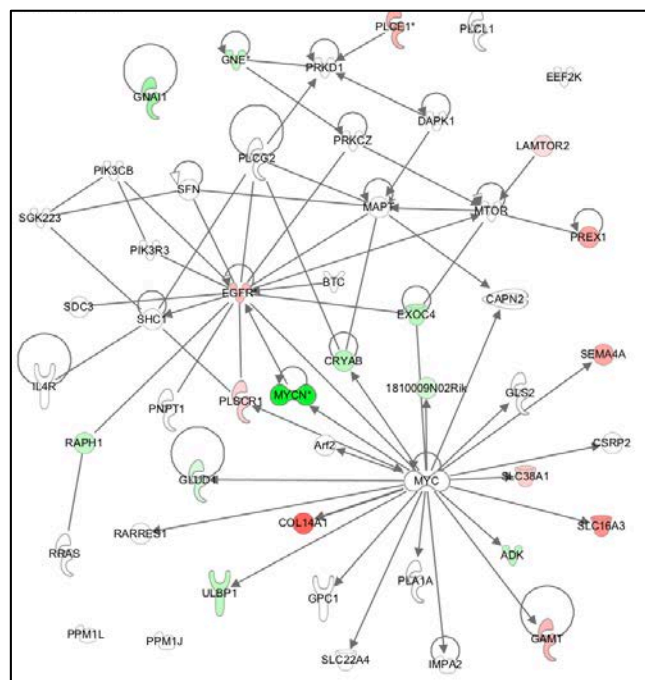 PLCE1*
PLCL1
GNE*
PRKD1
EEF2K
GNAI1
DAPK1
PRKCZ
LAMTOR2
PLCG2
PIK3CB
SFN
SGK223
MAPT
MTOR
PREX1
PIK3R3
EGFR*
BTC
CAPN2
SDC3
SHC1
EXOC4
CRYAB
SEMA4A
IL4R
1810009N02Rik
GLS2
PNPT1
PLSCR1
MYCN*
RAPH1
Arf2
CSRP2
MYC
GLUD1
SLC38A1
COL14A1
SLC16A3
RARRES1
RRAS
ADK
PLA1A
ULBP1
GPC1
GAMT
PPM1L
PPM1J
SLC22A4
IMPA2